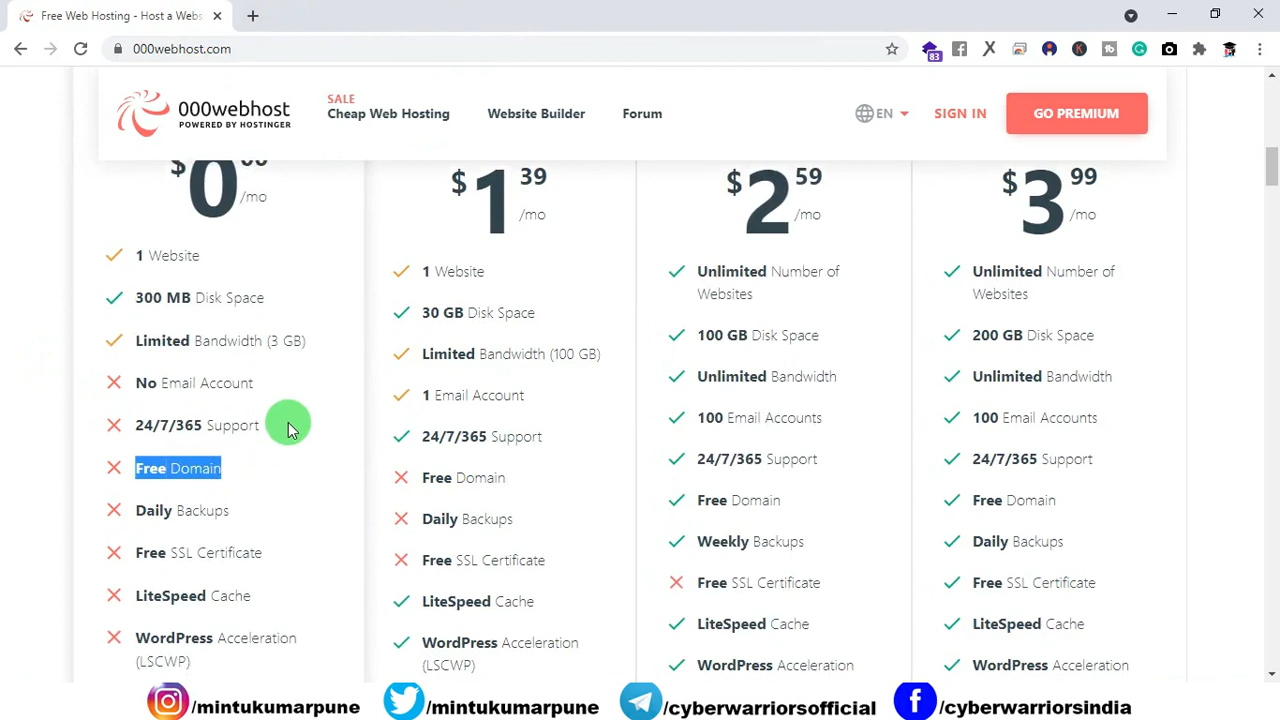 Free Web Hosting - Host a Webs
000webhost.com
83
000webhost
POWERED BY HOSTINGER
SALE
Cheap Web Hosting
Website Builder
Forum
EN
SIGN IN
GO PREMIUM
$0 00 /mo
1 Website
300 MB Disk Space
Limited Bandwidth (3 GB)
No Email Account
24/7/365 Support
Free Domain
Daily Backups
Free SSL Certificate
LiteSpeed Cache
WordPress Acceleration
(LSCWP)
$1 39 /mo
1 Website
30 GB Disk Space
Limited Bandwidth (100 GB)
1 Email Account
24/7/365 Support
Free Domain
Daily Backups
Free SSL Certificate
LiteSpeed Cache
WordPress Acceleration
(LSCWP)
$2 59 /mo
Unlimited Number of
Websites
100 GB Disk Space
Unlimited Bandwidth
100 Email Accounts
24/7/365 Support
Free Domain
Weekly Backups
Free SSL Certificate
LiteSpeed Cache
WordPress Acceleration
$3 99 /mo
Unlimited Number of
Websites
200 GB Disk Space
Unlimited Bandwidth
100 Email Accounts
24/7/365 Support
Free Domain
Daily Backups
Free SSL Certificate
LiteSpeed Cache
WordPress Acceleration
/mintukumarpune
/mintukumarpune
/cyberwarriorsofficial
/cyberwarriorsindia